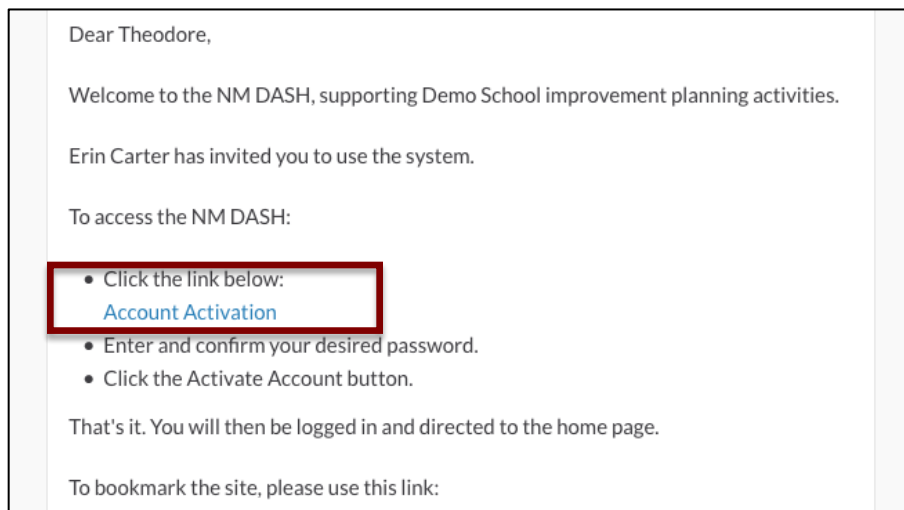 Dear Theodore,
Welcome to the NM DASH, supporting Demo School improvement planning activities.
Erin Carter has invited you to use the system.
To access the NM DASH:
• Click the link below:
Account Activation
• Enter and confirm your desired password.
• Click the Activate Account button.
That's it. You will then be logged in and directed to the home page.
To bookmark the site, please use this link: